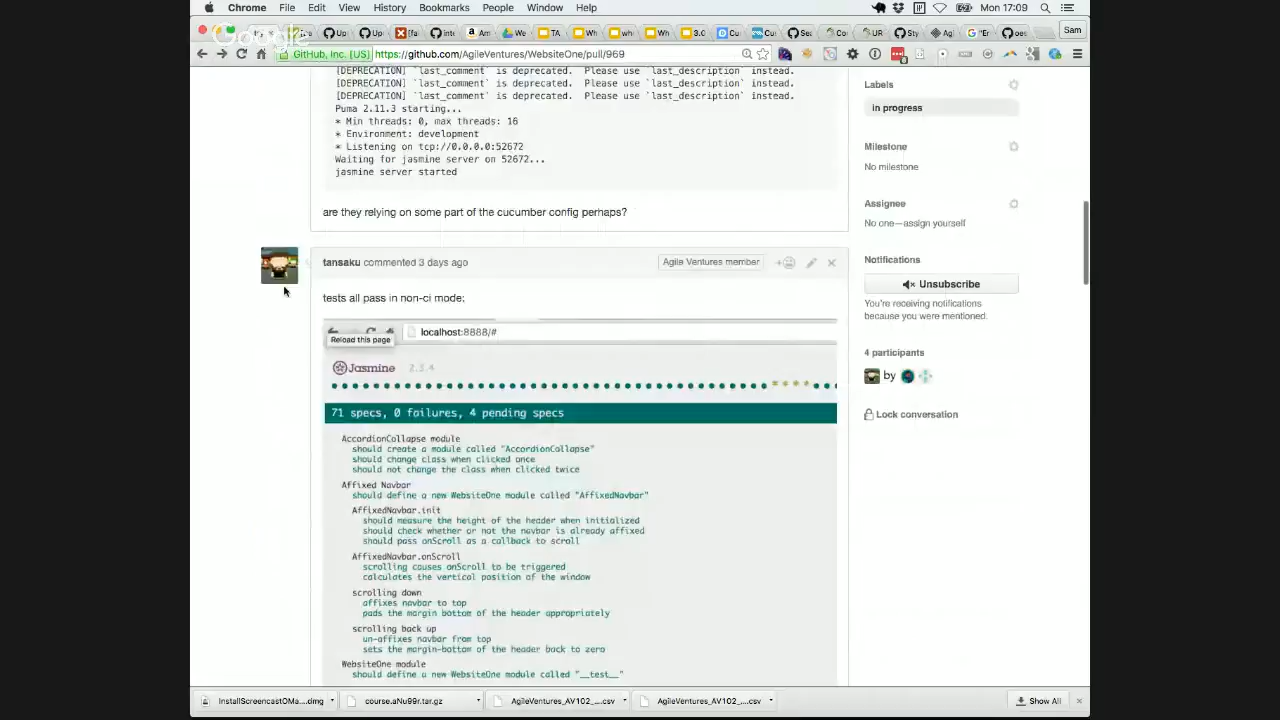 Chrome File Edit View History Bookmarks People Window Help Mon 17:09
Google
Sam
GitHub, Inc. [US] https://github.com/AgileVentures/WebsiteOne/pull/969
[DEPRECATION] `last_comment` is deprecated. Please use `last_description` instead.
[DEPRECATION] `last_comment` is deprecated. Please use `last_description` instead.
[DEPRECATION] `last_comment` is deprecated. Please use `last_description` instead.
Puma 2.11.3 starting...
* Min threads: 0, max threads: 16
* Environment: development
* Listening on tcp://0.0.0.0:52672
Waiting for jasmine server on 52672...
jasmine server started
are they relying on some part of the cucumber config perhaps?
tansaku commented 3 days ago Agile Ventures member
tests all pass in non-ci mode:
localhost:8888/#
Reload this page
Jasmine 2.3.4
71 specs, 0 failures, 4 pending specs
AccordionCollapse module
should create a module called "AccordionCollapse"
should change class when clicked once
should not change the class when clicked twice
Affixed Navbar
should define a new WebsiteOne module called "AffixedNavbar"
AffixedNavbar.init
should measure the height of the header when initialized
should check whether or not the navbar is already affixed
should pass onScroll as a callback to scroll
AffixedNavbar.onScroll
scrolling causes onScroll to be triggered
calculates the vertical position of the window
scrolling down
affixes navbar to top
pads the margin bottom of the header appropriately
scrolling back up
un-affixes navbar from top
sets the margin-bottom of the header back to zero
WebsiteOne module
should define a new WebsiteOne module called "__test__"
Labels
in progress
Milestone
No milestone
Assignee
No one—assign yourself
Notifications
Unsubscribe
You're receiving notifications
because you were mentioned.
4 participants
by
Lock conversation
InstallScreencastOMa....dmg course.aNu99r.tar.gz AgileVentures_AV102_....csv AgileVentures_AV102_....csv Show All